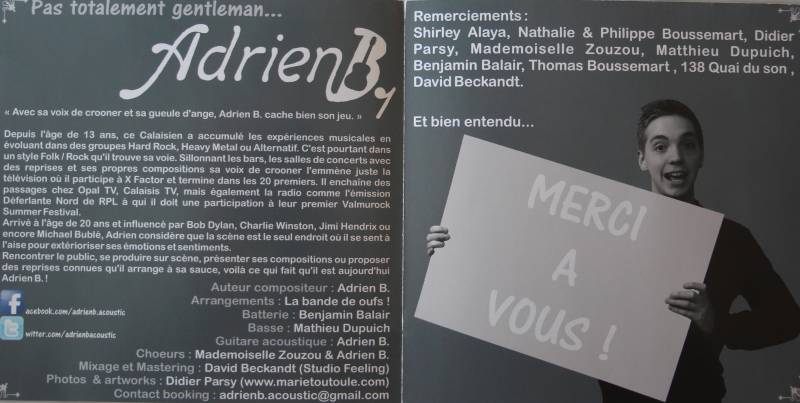 Pas totalement gentleman...
Adrien B.
« Avec sa voix de crooner et sa gueule d'ange, Adrien B. cache bien son jeu. »
Depuis l'âge de 13 ans, ce Calaisien a accumulé les expériences musicales en
évoluant dans des groupes Hard Rock, Heavy Metal ou Alternatif. C'est pourtant dans
un style Folk / Rock qu'il trouve sa voie. Sillonnant les bars, les salles de concerts avec
des reprises et ses propres compositions sa voix de crooner l'emmène juste la
télévision où il participe à X Factor et termine dans les 20 premiers. Il enchaine des
passages chez Opal TV, Calaisis TV, mais également la radio comme l'émission
Déferlante Nord de RPL à qui il doit une participation à leur premier Valmurock
Summer Festival.
Arrivé à l'âge de 20 ans et influencé par Bob Dylan, Charlie Winston, Jimi Hendrix ou
encore Michael Bublé, Adrien considère que la scène est le seul endroit où il se sent à
l'aise pour extérioriser ses émotions et sentiments.
Rencontrer le public, se produire sur scène, présenter ses compositions ou proposer
des reprises connues qu'il arrange à sa sauce, voilà ce qui fait qu'il est aujourd'hui
Adrien B. !
Auteur compositeur : Adrien B.
Arrangements : La bande de oufs !
Batterie : Benjamin Balair
Basse : Mathieu Dupuich
Guitare acoustique : Adrien B.
Choeurs : Mademoiselle Zouzou & Adrien B.
Mixage et Mastering : David Beckandt (Studio Feeling)
Photos & artworks : Didier Parsy (www.marietoutoule.com)
Contact booking : adrienb.acoustic@gmail.com
f acebook.com/adrienb.acoustic
t witter.com/adrienbacoustic
Remerciements :
Shirley Alaya, Nathalie & Philippe Boussemart, Didier
Parsy, Mademoiselle Zouzou, Matthieu Dupuich,
Benjamin Balair, Thomas Boussemart , 138 Quai du son ,
David Beckandt.
Et bien entendu...
MERCI
A
VOUS !